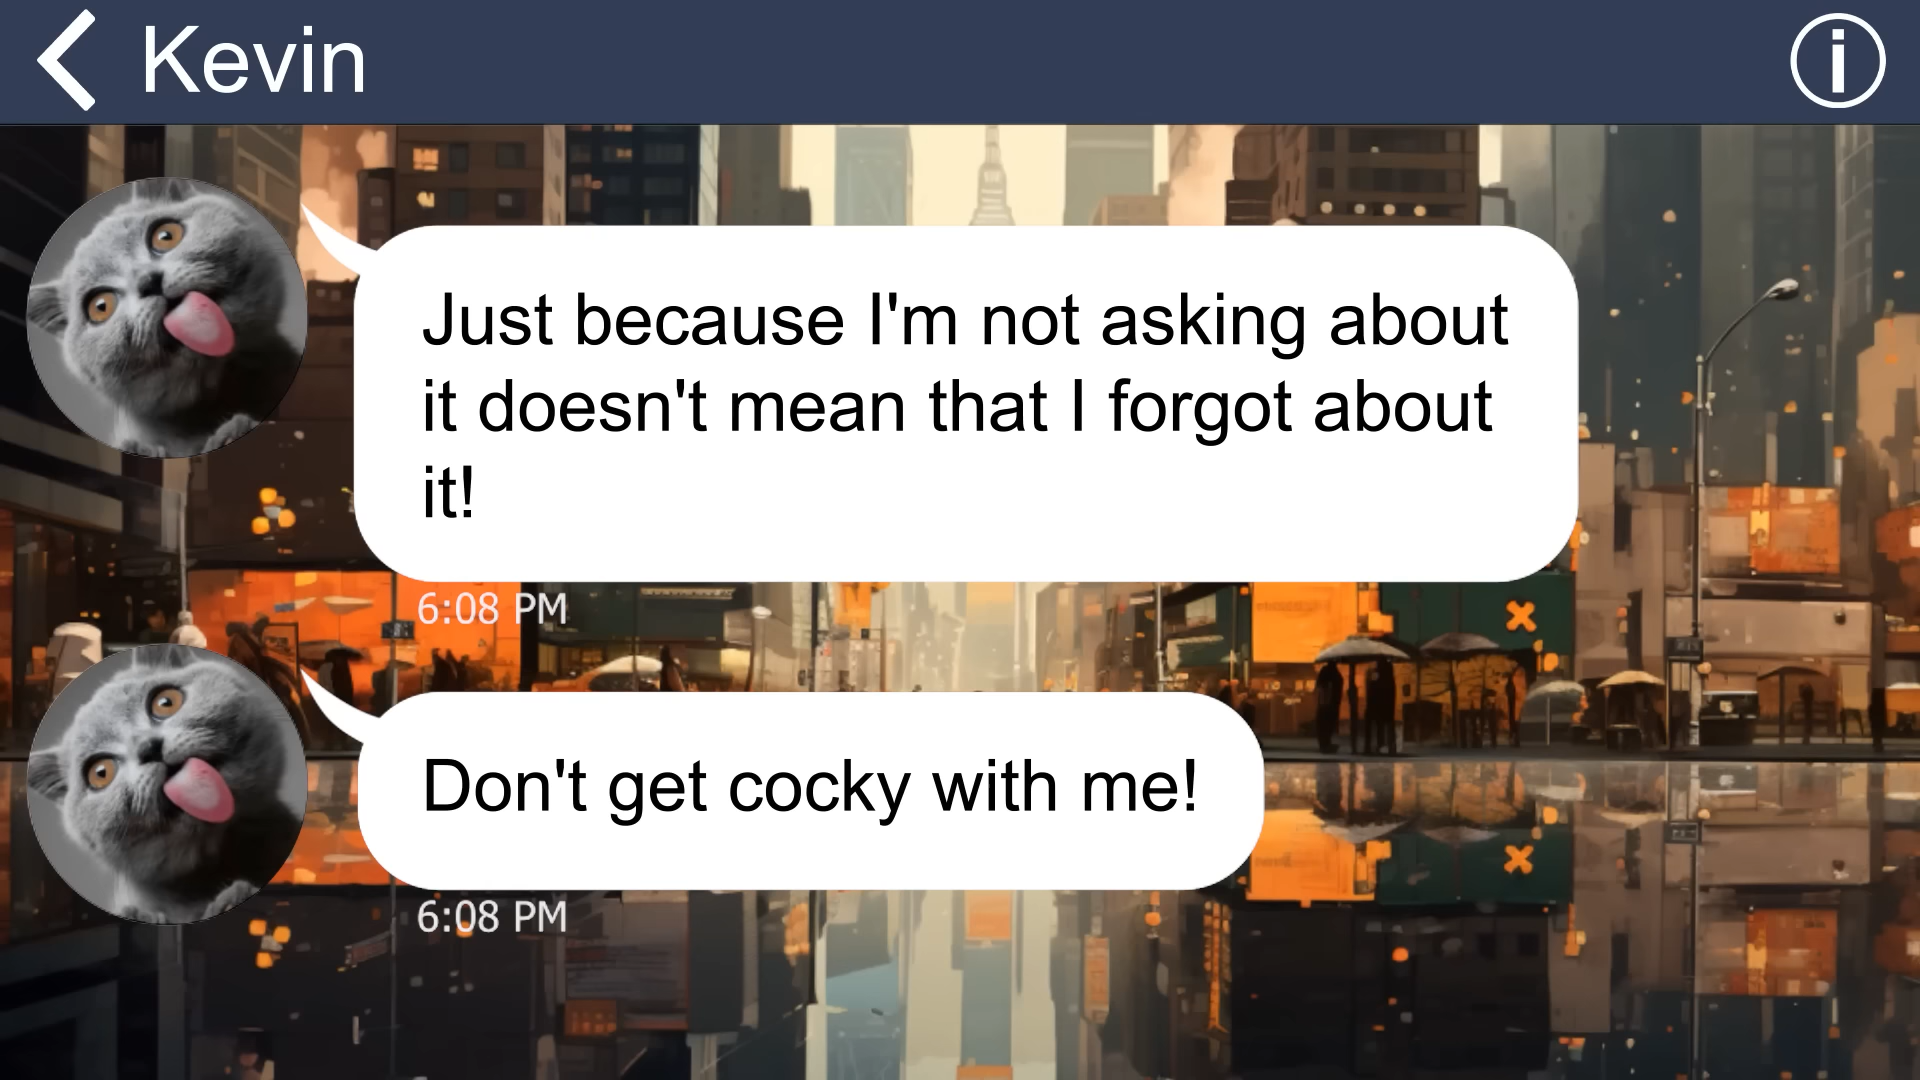 Kevin
Just because I'm not asking about
it doesn't mean that I forgot about
it!
6:08 PM
Don't get cocky with me!
6:08 PM